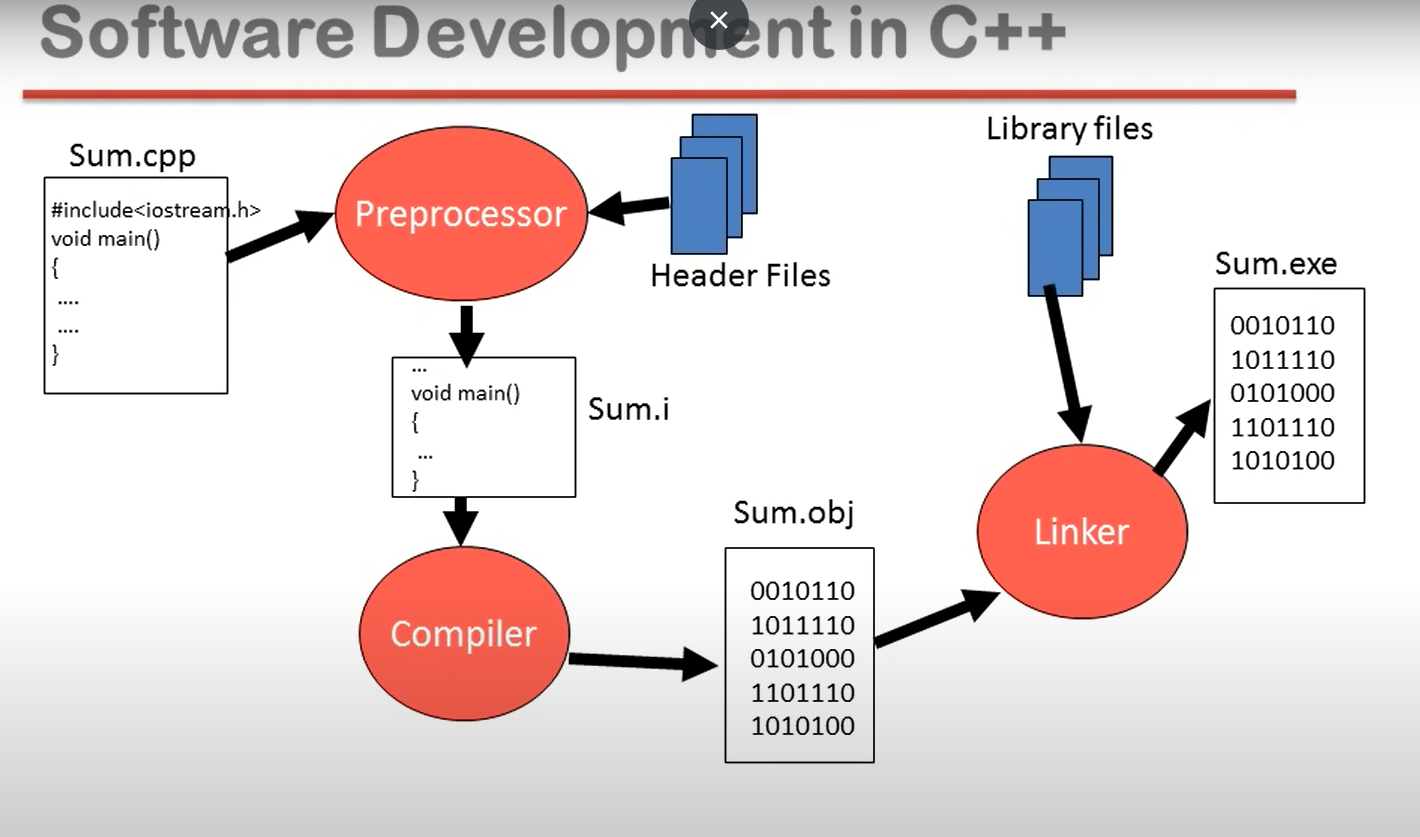 Software Development in C++
Sum.cpp
#include<iostream.h>
void main()
{
....
....
}
Preprocessor
Header Files
Library files
Sum.exe
0010110
1011110
0101000
1101110
1010100
...
void main()
{
...
}
Sum.i
Compiler
Sum.obj
0010110
1011110
0101000
1101110
1010100
Linker